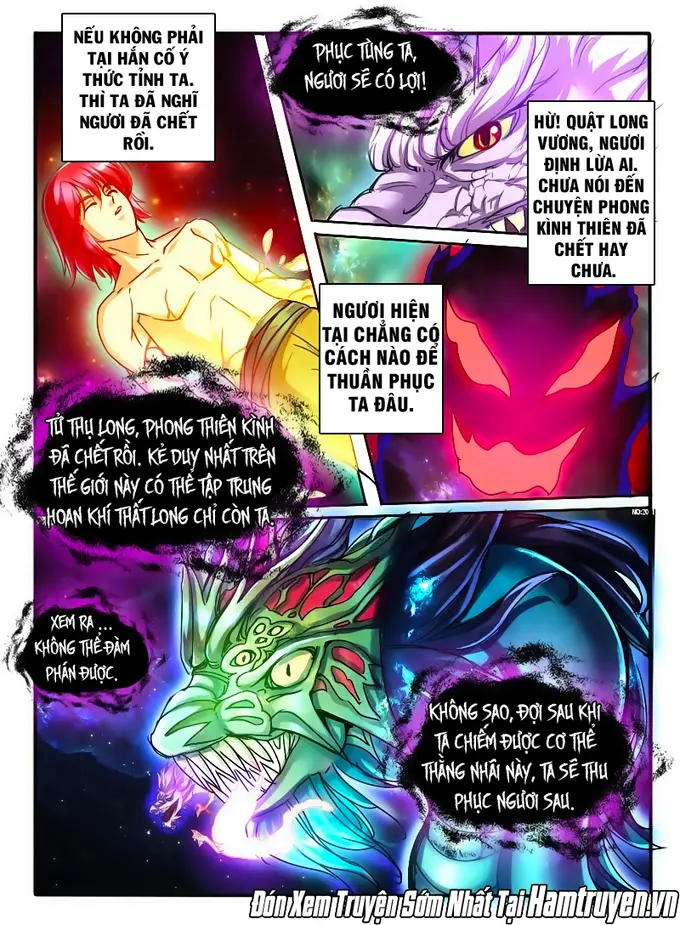 NẾU KHÔNG PHẢI
TẠI HẮN CỐ Ý
THỨC TỈNH TA.
THÌ TA ĐÃ NGHĨ
NGƯƠI ĐÃ CHẾT
RỒI.
PHỤC TÙNG TA,
NGƯƠI SẼ CÓ LỢI!
HỪ! QUẬT LONG
VƯƠNG, NGƯƠI
ĐỊNH LỪA AI.
CHƯA NÓI ĐẾN
CHUYỆN PHONG
KÌNH THIÊN ĐÃ
CHẾT HAY
CHƯA.
NGƯƠI HIỆN
TẠI CHẲNG CÓ
CÁCH NÀO ĐỂ
THUẦN PHỤC
TA ĐÂU.
TỬ THỤ LONG, PHONG THIÊN KÌNH
ĐÃ CHẾT RỒI. KẺ DUY NHẤT TRÊN
THẾ GIỚI NÀY CÓ THỂ TẬP TRUNG
HOAN KHÍ THẤT LONG CHỈ CÒN TA.
XEM RA ...
KHÔNG THỂ ĐÀM
PHÁN ĐƯỢC.
KHÔNG SAO, ĐỢI SAU KHI
TA CHIẾM ĐƯỢC CƠ THỂ
THẰNG NHÃI NÀY, TA SẼ THU
PHỤC NGƯƠI SAU.
Đón Xem Truyện Sớm Nhất Tại Hamtruyen.vn